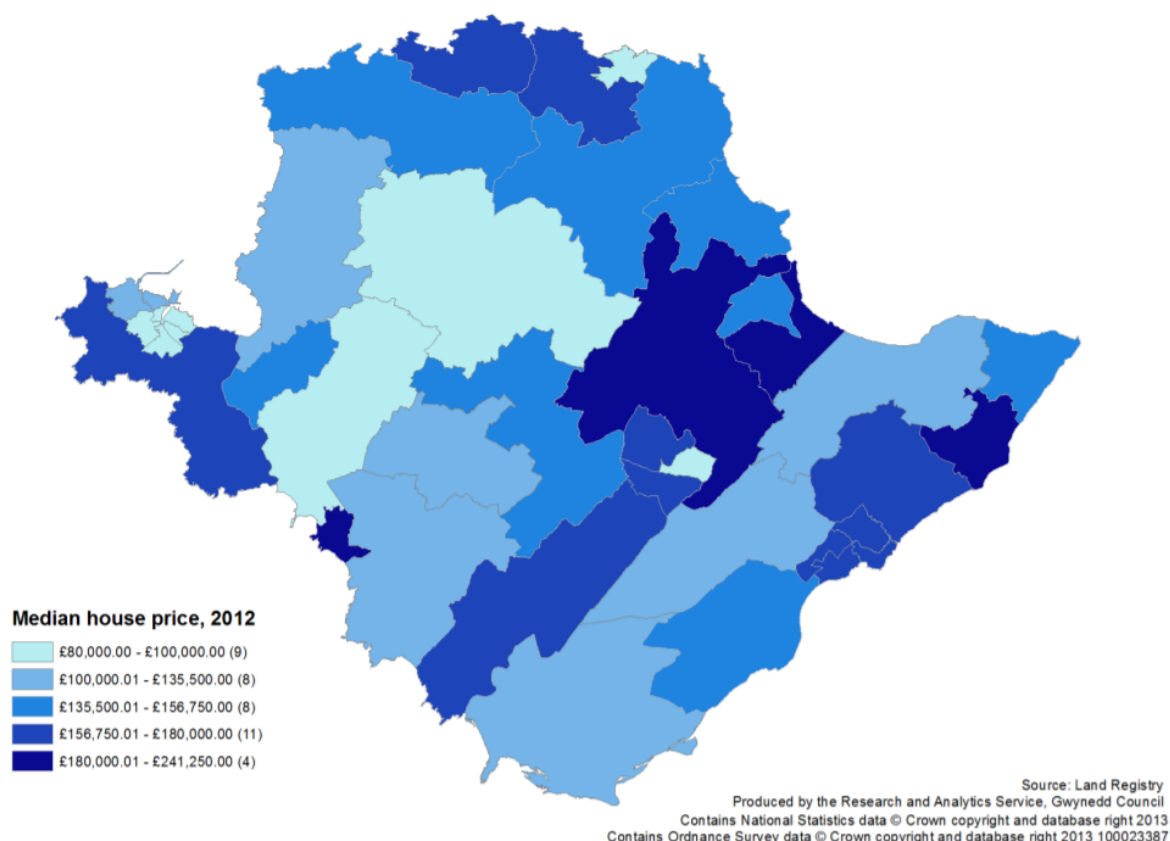 Median house price, 2012
£80,000.00 - £100,000.00 (9)
£100,000.01 - £135,500.00 (8)
£135,500.01 - £156,750.00 (8)
£156,750.01 - £180,000.00 (11)
£180,000.01 - £241,250.00 (4)
Source: Land Registry
Produced by the Research and Analytics Service, Gwynedd Council
Contains National Statistics data © Crown copyright and database right 2013
Contains Ordnance Survey data © Crown copyright and database right 2013 100023387